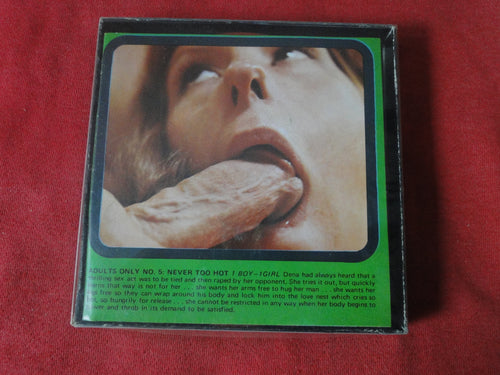 ADULTS ONLY NO. 5: NEVER TOO HOT 1 BOY–1GIRL Dena had always heard that a
thrilling sex act was to be tied and then raped by her opponent. She tries it out, but quickly
learns that way is not for her . . . she wants her arms free to hug her man . . . she wants her
legs free so they can wrap around his body and lock him into the love nest which cries so
so hungrily for release . . . she cannot be restricted in any way when her body begins to
and throb in its demand to be satisfied.